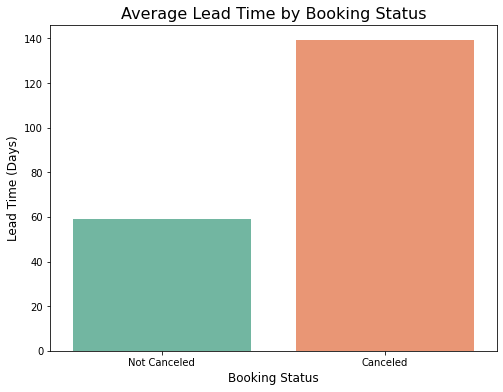 Average Lead Time by Booking Status
Lead Time (Days)
140
120
100
80
60
40
20
0
Not Canceled
Canceled
Booking Status